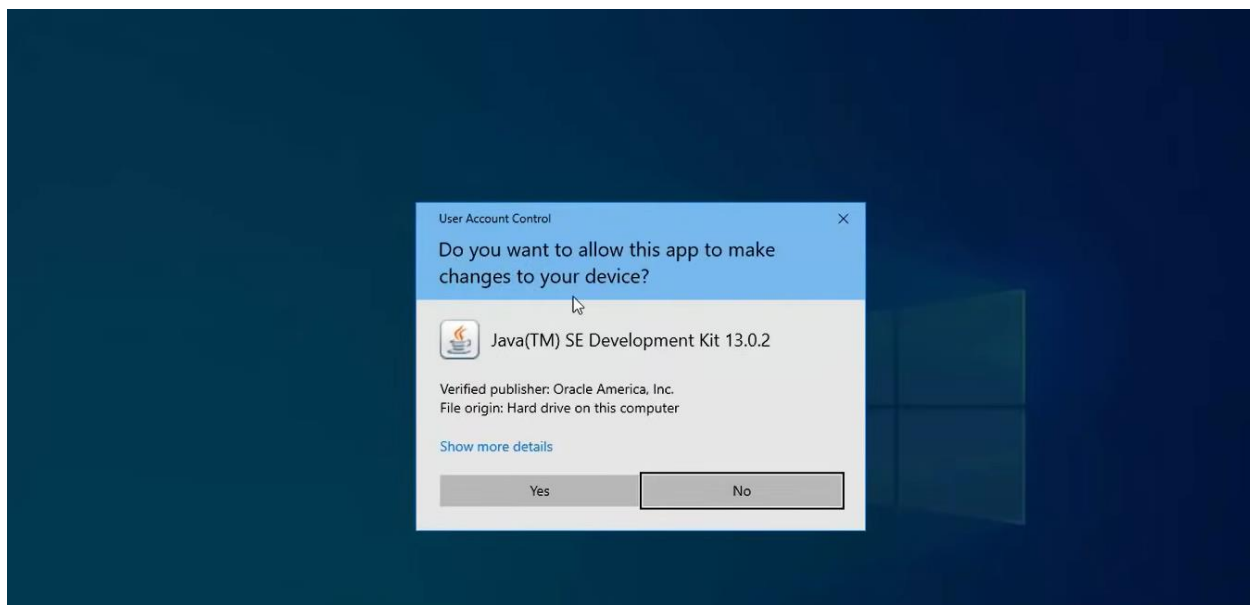 User Account Control
Do you want to allow this app to make
changes to your device?
Java(TM) SE Development Kit 13.0.2
Verified publisher: Oracle America, Inc.
File origin: Hard drive on this computer
Show more details
Yes
No